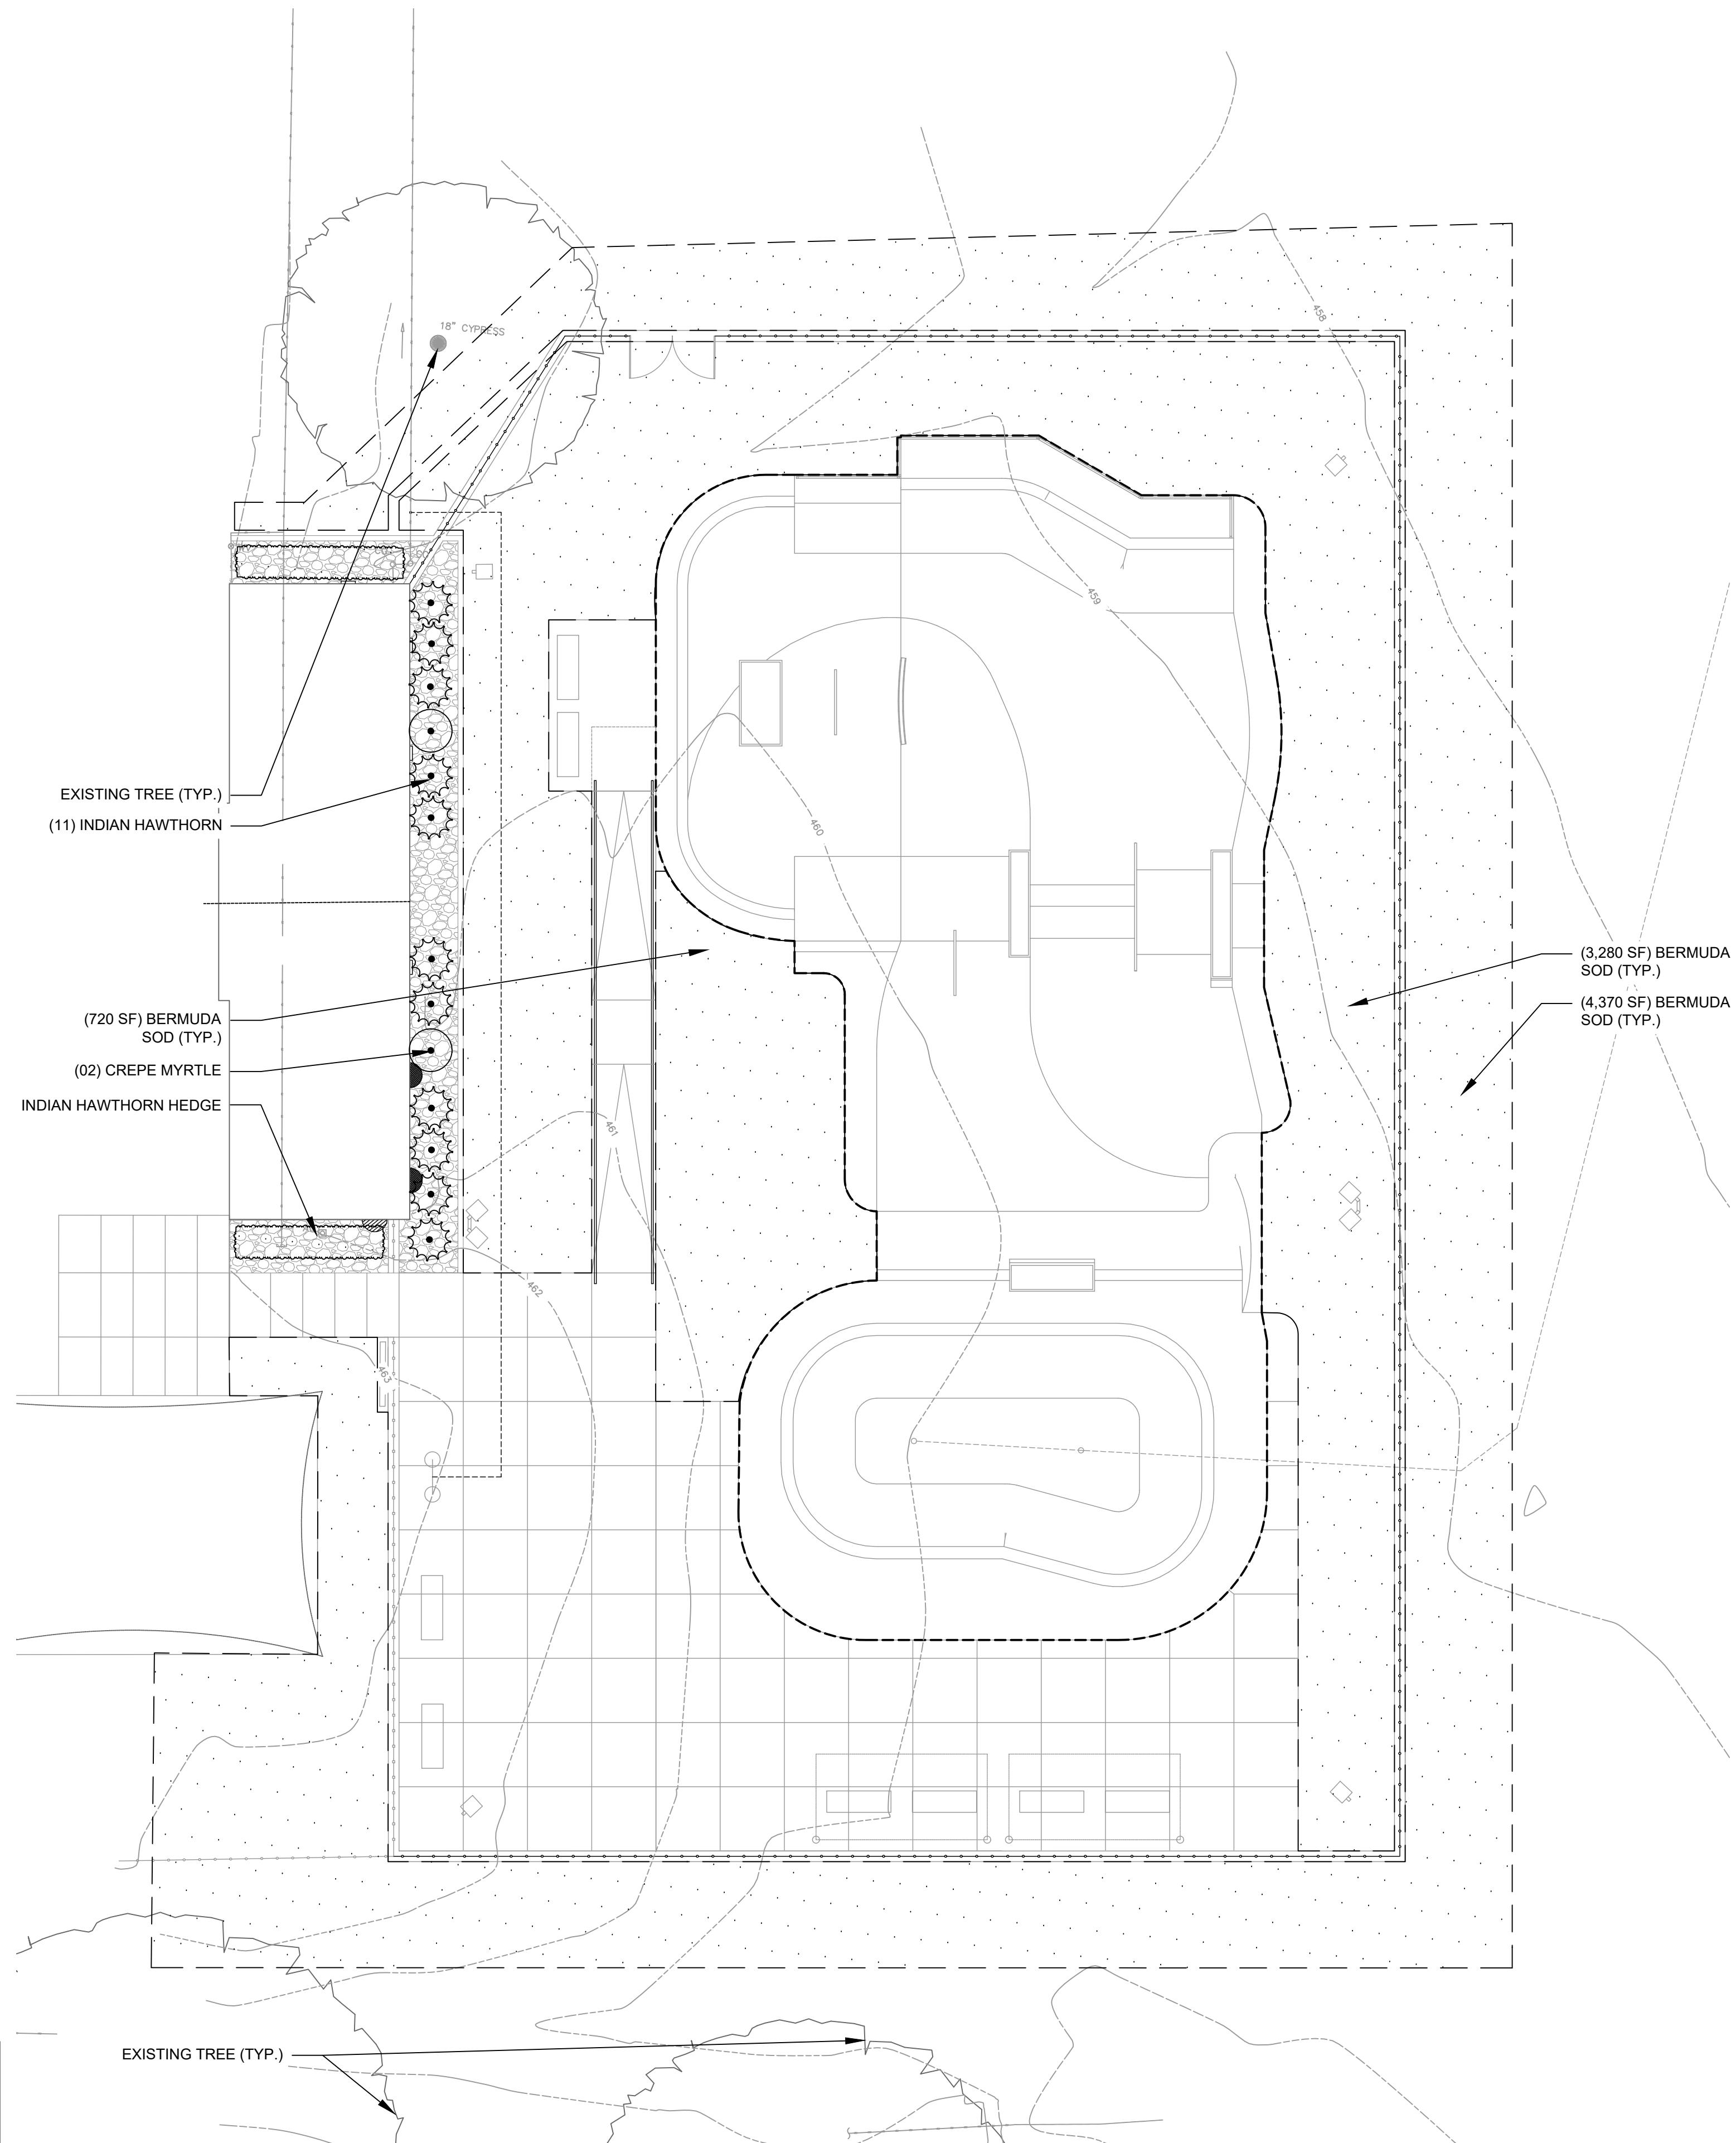 18" CYPRESS
458
459
EXISTING TREE (TYP.)
(11) INDIAN HAWTHORN
460
(3,280 SF) BERMUDA
SOD (TYP.)
(4,370 SF) BERMUDA
SOD (TYP.)
(720 SF) BERMUDA
SOD (TYP.)
(02) CREPE MYRTLE
INDIAN HAWTHORN HEDGE
461
462
463
EXISTING TREE (TYP.)